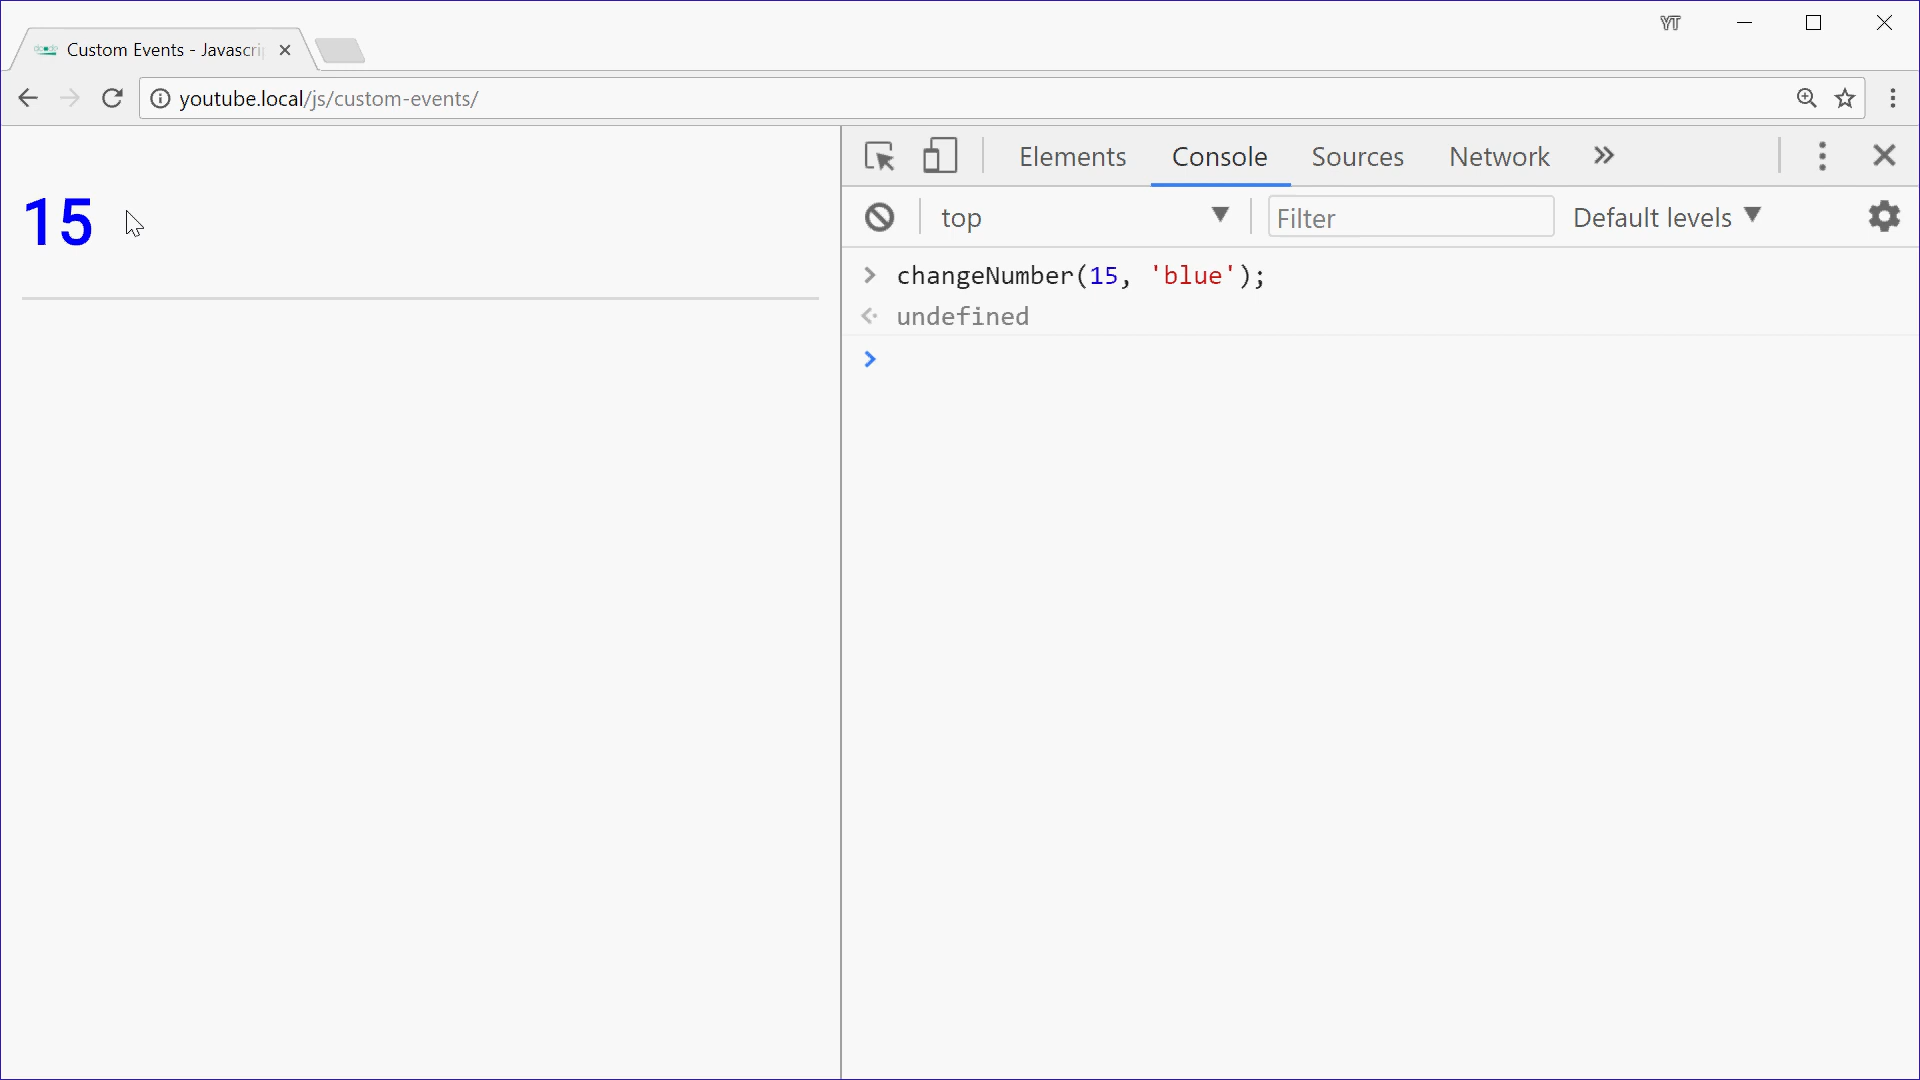 YT
Custom Events - Javascri
youtube.local/js/custom-events/
15
Elements Console Sources Network
top Filter Default levels
changeNumber(15, 'blue');
undefined